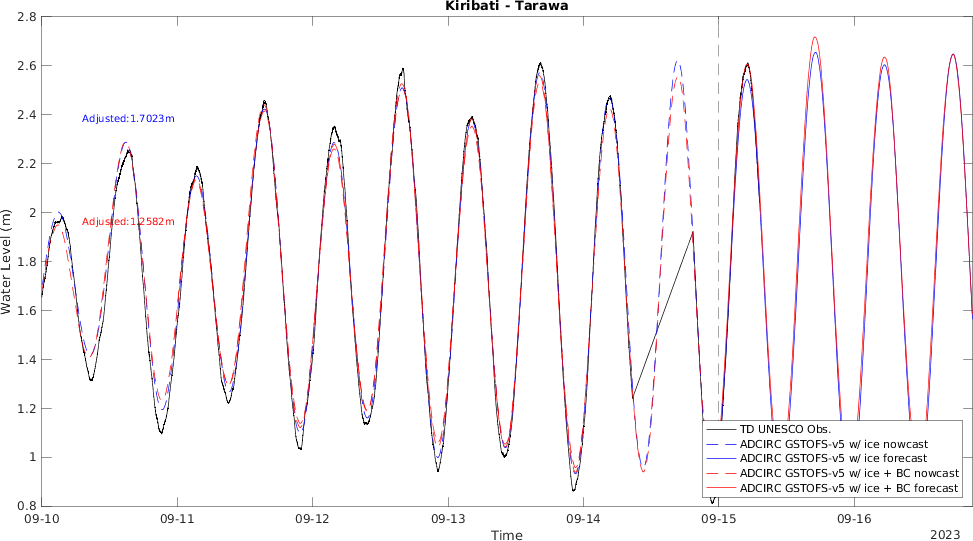 Kiribati - Tarawa
2.8
2.6
2.4
2.2
2
1.8
1.6
1.4
1.2
1
0.8
Water Level (m)
Adjusted:1.7023m
Adjusted:1.2582m
TD UNESCO Obs.
ADCIRC GSTOFS-v5 w/ ice nowcast
ADCIRC GSTOFS-v5 w/ ice forecast
ADCIRC GSTOFS-v5 w/ ice + BC nowcast
ADCIRC GSTOFS-v5 w/ ice + BC forecast
09-10 09-11 09-12 09-13 09-14 09-15 09-16
Time
2023